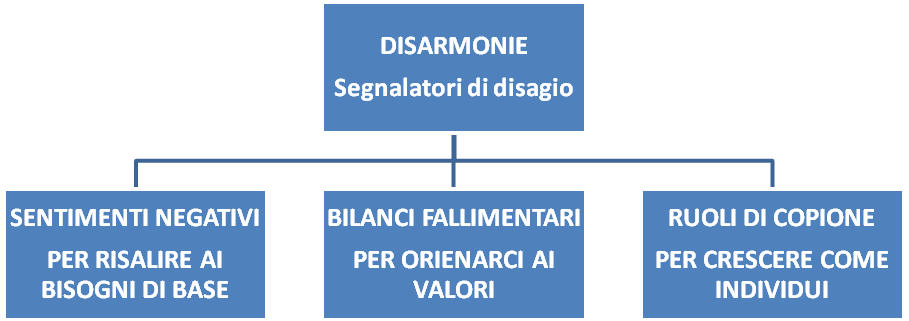 DISARMONIE
Segnalatori di disagio
SENTIMENTI NEGATIVI
PER RISALIRE AI
BISOGNI DI BASE
BILANCI FALLIMENTARI
PER ORIENARCI AI
VALORI
RUOLI DI COPIONE
PER CRESCERE COME
INDIVIDUI